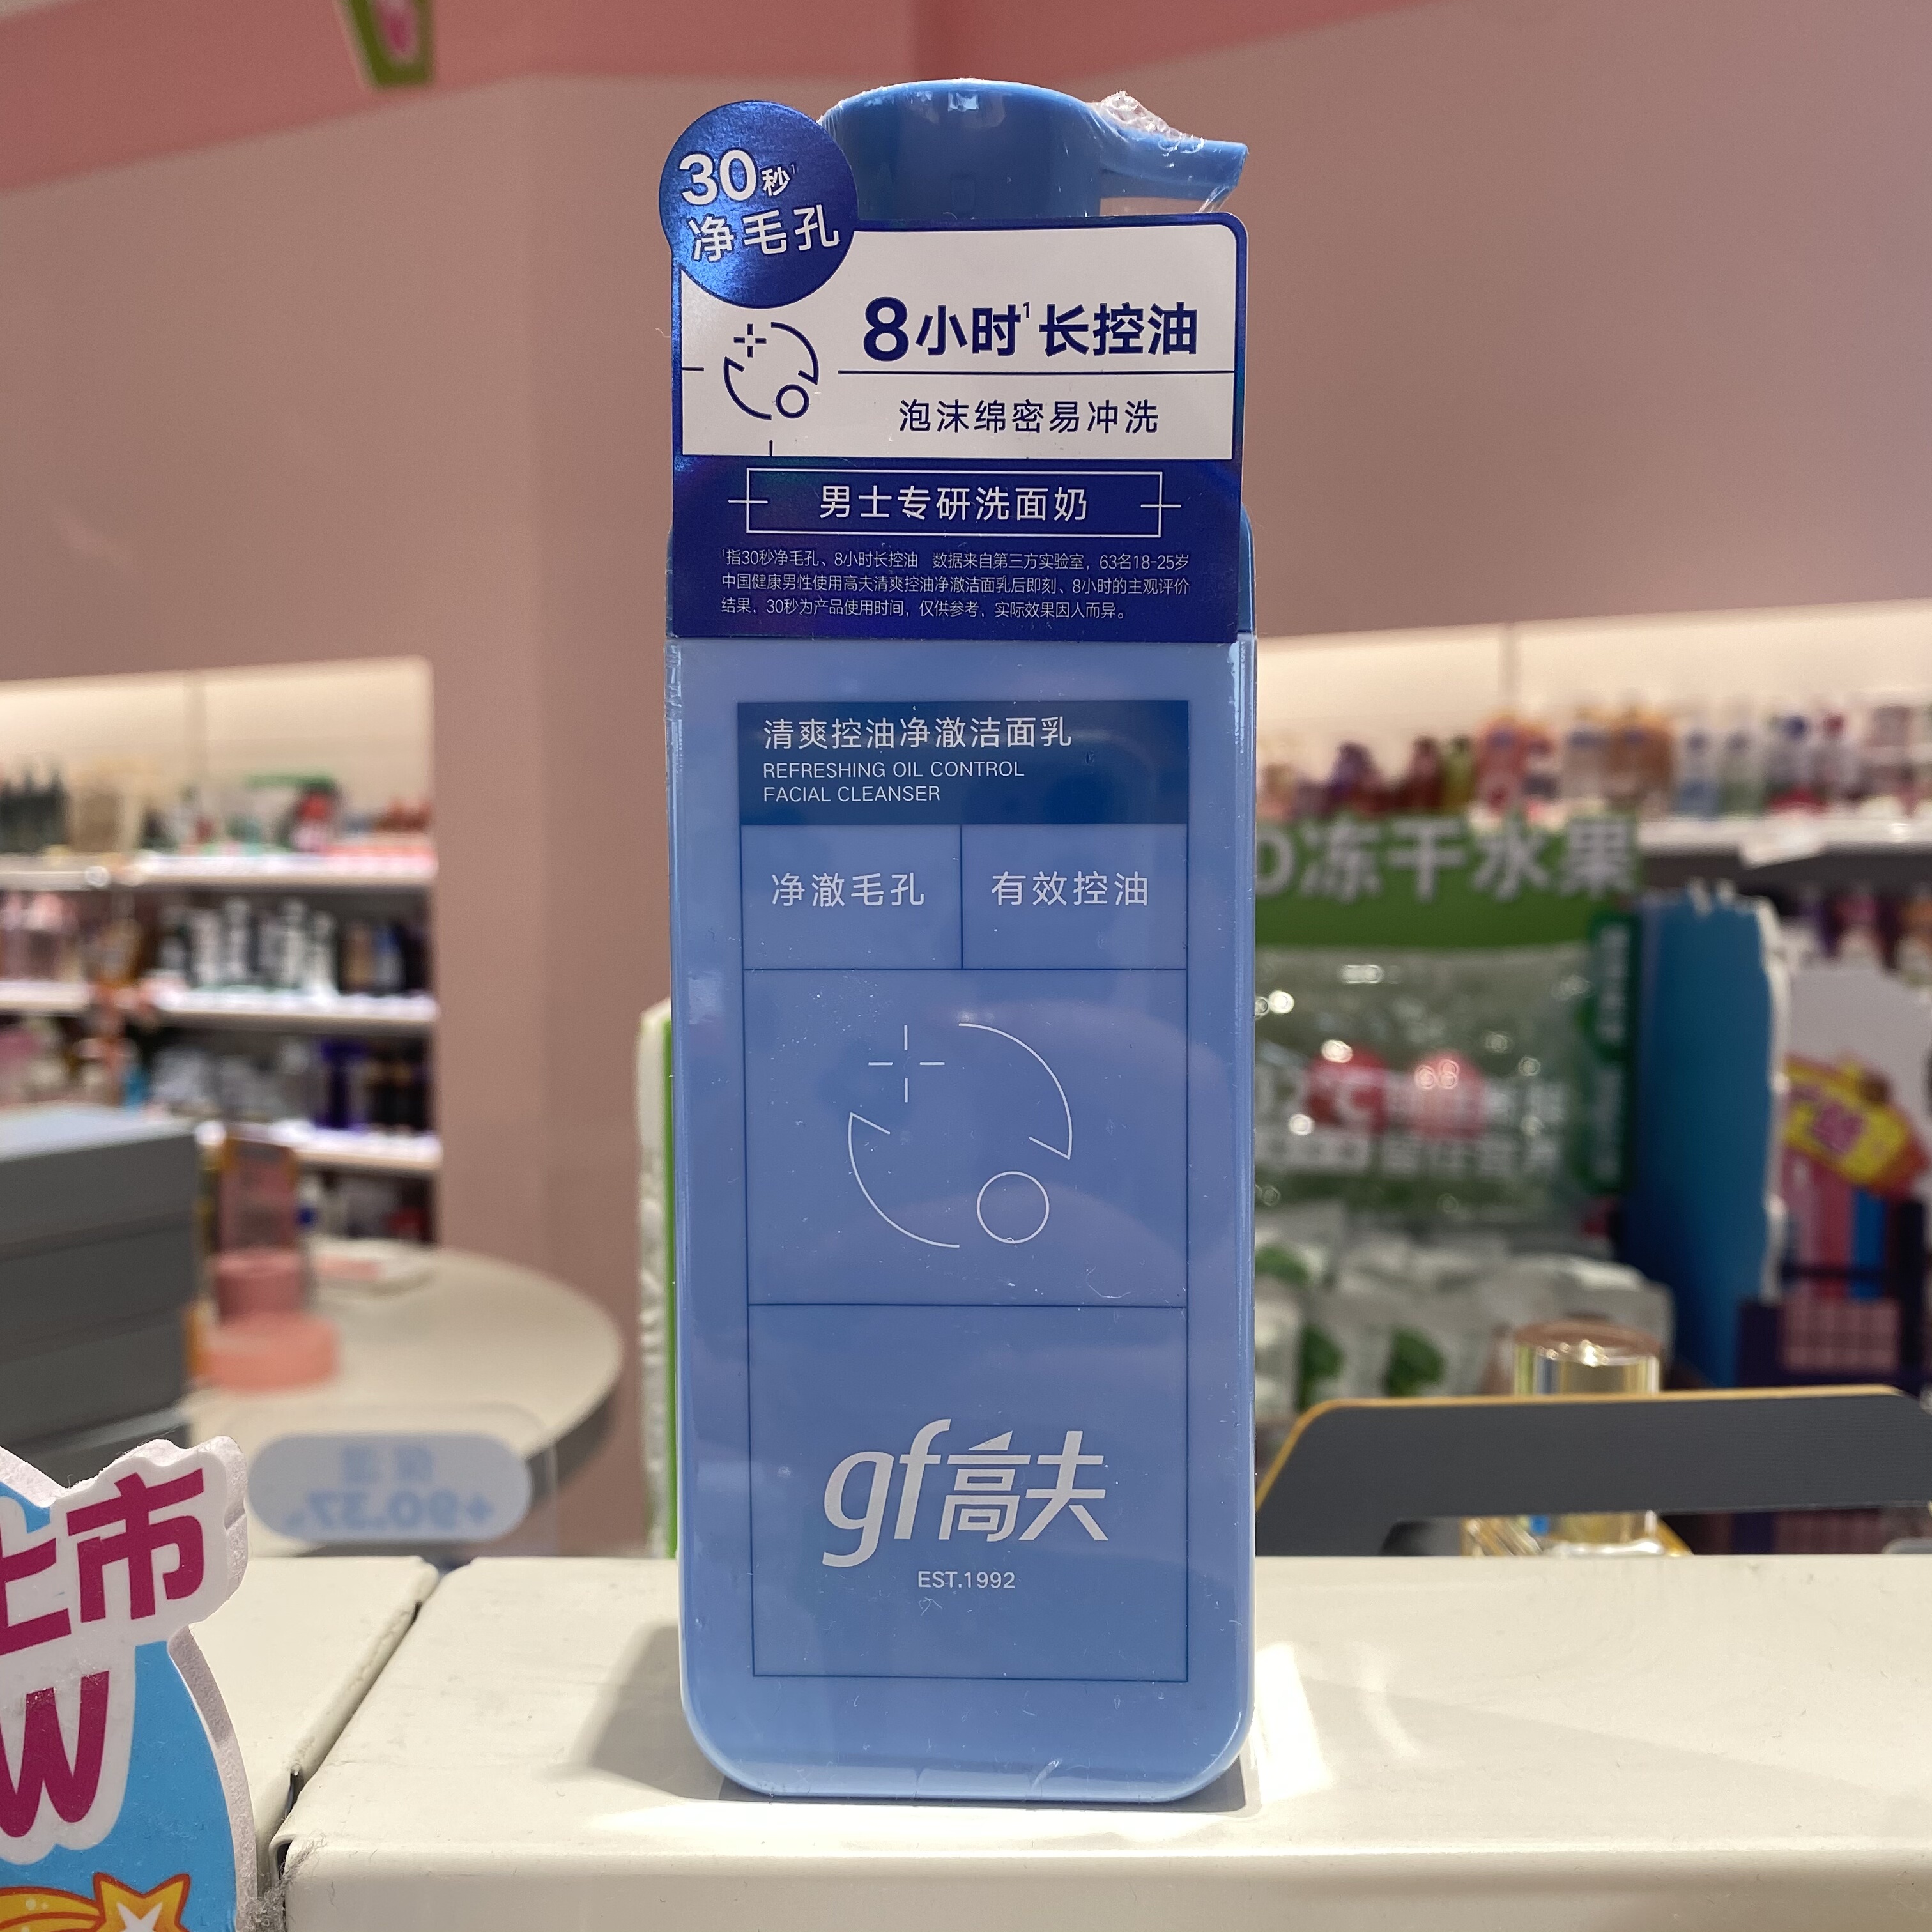 30秒¹
净毛孔
8小时¹长控油
泡沫绵密易冲洗
男士专研洗面奶
¹指30秒净毛孔、8小时长控油 数据来自第三方实验室，63名18-25岁
中国健康男性使用高夫清爽控油净澈洁面乳后即刻、8小时的主观评价
结果，30秒为产品使用时间，仅供参考，实际效果因人而异。
清爽控油净澈洁面乳
REFRESHING OIL CONTROL
FACIAL CLEANSER
净澈毛孔
有效控油
gf高夫
EST.1992
冻干水果
保湿
+90.37%
上市
W